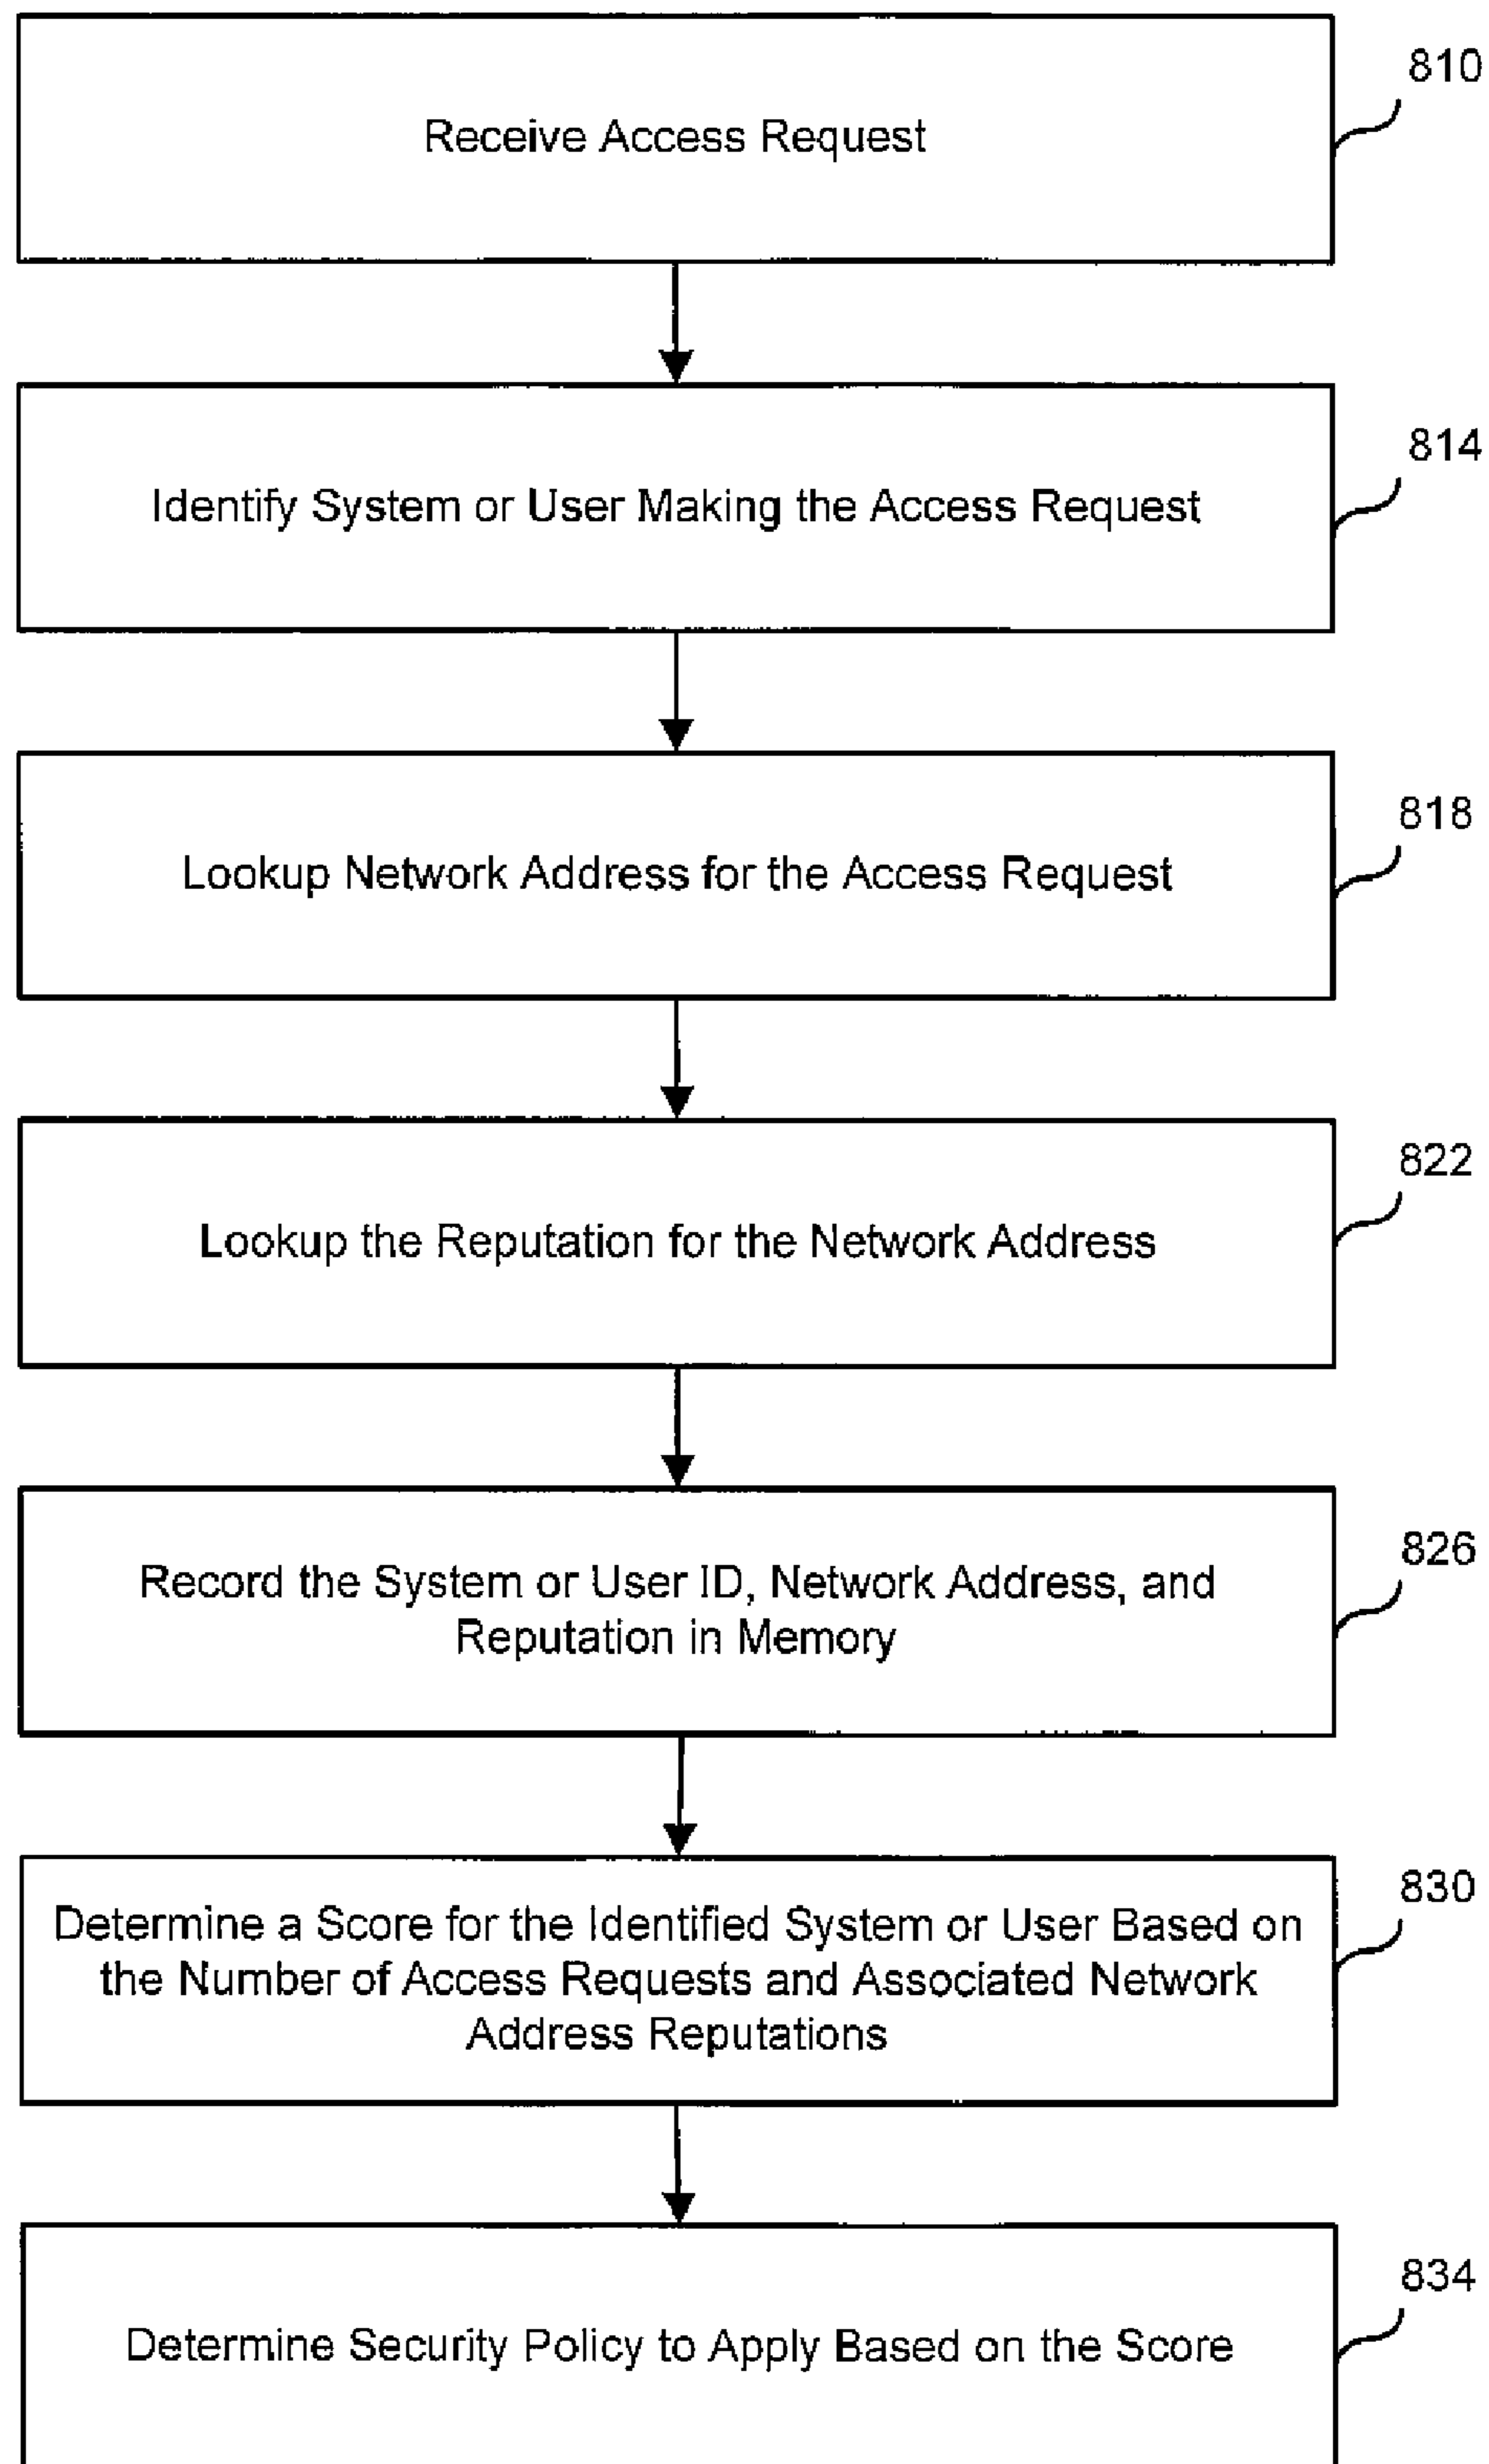 Receive Access Request
810
Identify System or User Making the Access Request
814
Lookup Network Address for the Access Request
818
Lookup the Reputation for the Network Address
822
Record the System or User ID, Network Address, and
Reputation in Memory
826
Determine a Score for the Identified System or User Based on
the Number of Access Requests and Associated Network
Address Reputations
830
Determine Security Policy to Apply Based on the Score
834